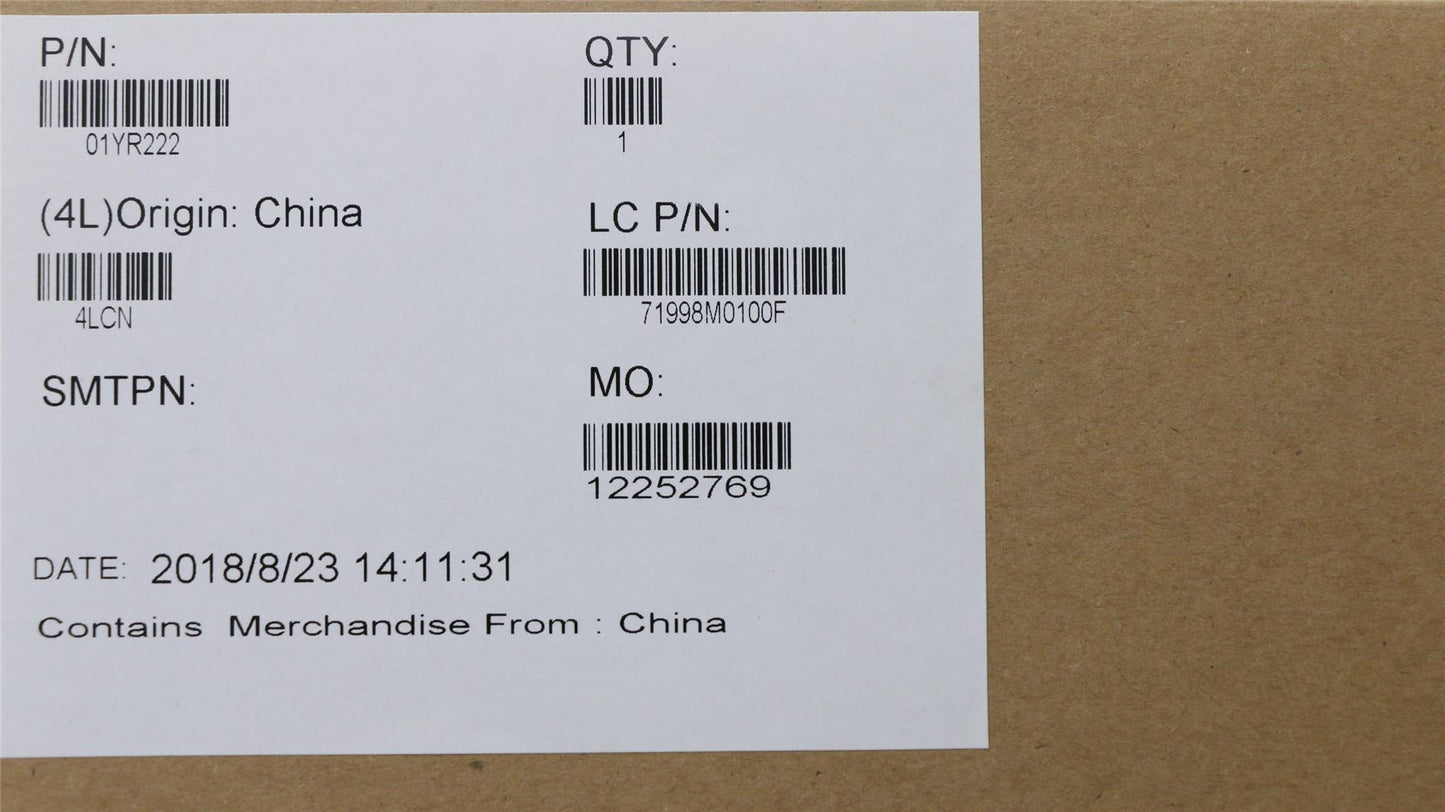 P/N:
01YR222
QTY:
1
(4L)Origin: China
4LCN
LC P/N:
71998M0100F
SMTPN:
MO:
12252769
DATE: 2018/8/23 14:11:31
Contains Merchandise From : China